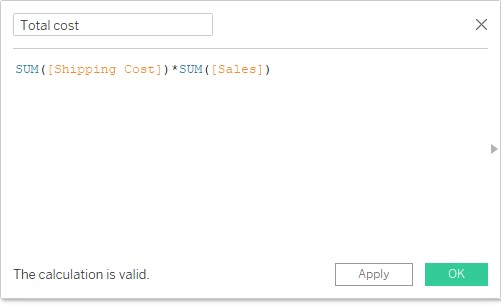 Total cost
SUM([Shipping Cost])*SUM([Sales])
The calculation is valid.
Apply
OK